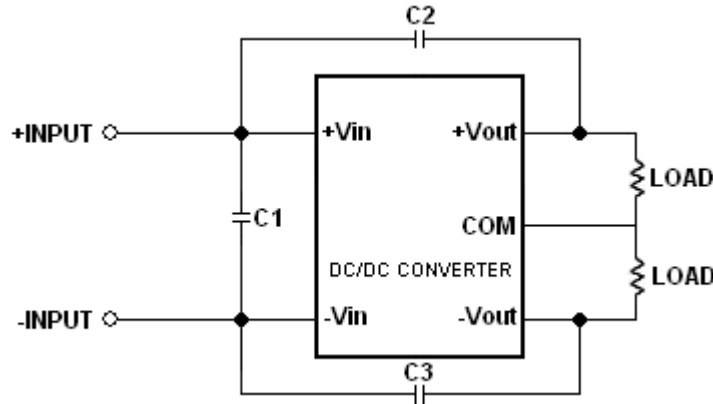 C2
+INPUT
+Vin
+Vout
LOAD
C1
COM
DC/DC CONVERTER
LOAD
-INPUT
-Vin
-Vout
C3